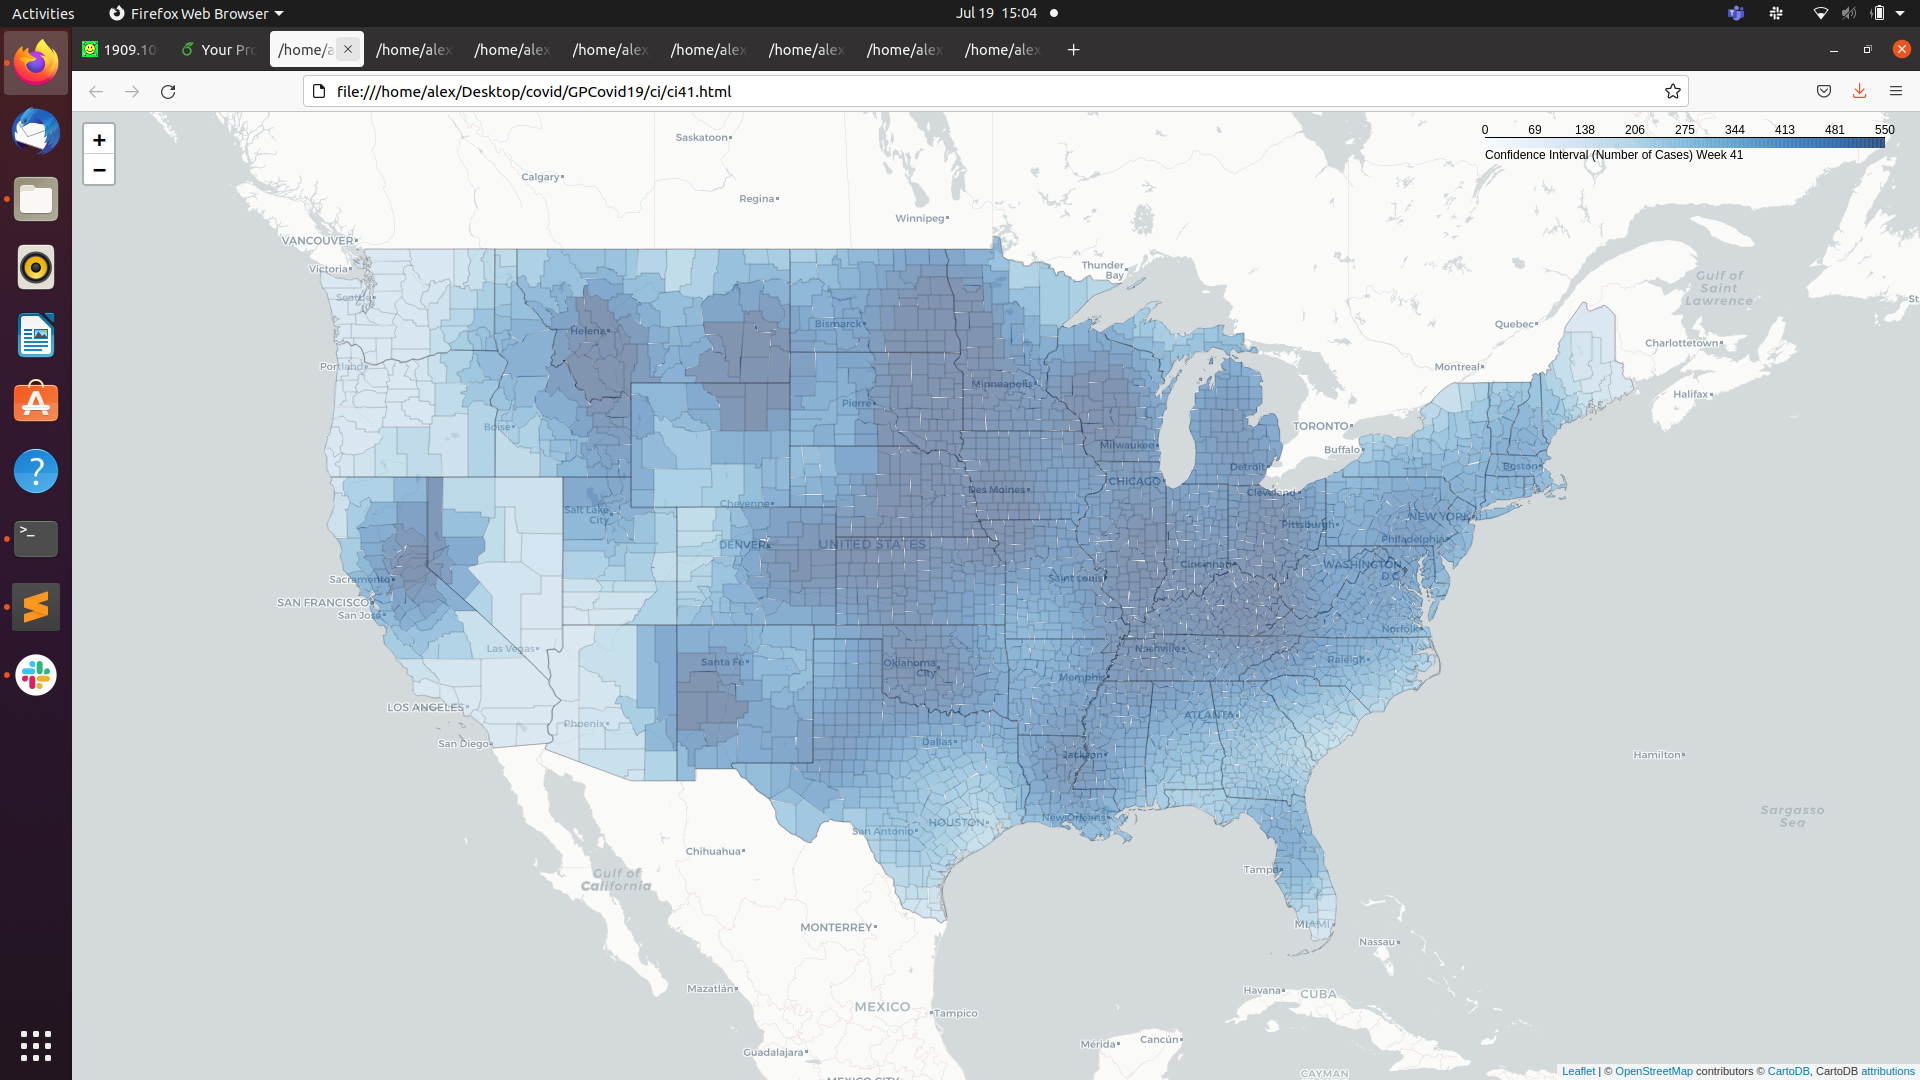 Activities
Firefox Web Browser
Jul 19 15:04
1909.10
Your Pro
/home/a
/home/alex
/home/alex
/home/alex
/home/alex
/home/alex
/home/alex
/home/alex
file:///home/alex/Desktop/covid/GPCovid19/ci/ci41.html
+
−
0 69 138 206 275 344 413 481 550
Confidence Interval (Number of Cases) Week 41
Saskatoon
Calgary
Regina
Winnipeg
VANCOUVER
Victoria
Thunder
Bay
Gulf of
Saint
Lawrence
St
Seattle
Helena
Bismarck
Quebec
Charlottetown
Portland
Montreal
Minneapolis
Halifax
Pierre
Boise
TORONTO
Milwaukee
Buffalo
Detroit
Boston
CHICAGO
Des Moines
Cleveland
Cheyenne
Salt Lake
City
NEW YORK
Pittsburgh
Philadelphia
DENVER
UNITED STATES
Cincinnati
WASHINGTON
D.C.
Sacramento
Saint Louis
SAN FRANCISCO
San Jose
Norfolk
Las Vegas
Nashville
Raleigh
Santa Fe
Oklahoma
City
Memphis
LOS ANGELES
Phoenix
ATLANTA
San Diego
Dallas
Jackson
Hamilton
Sargasso
Sea
HOUSTON
New Orleans
San Antonio
Chihuahua
Tampa
Gulf of
California
MONTERREY
MIAMI
Nassau
Mazatlán
Havana
CUBA
MEXICO
Tampico
Mérida
Cancún
Guadalajara
MEXICO CITY
CAYMAN
Leaflet | © OpenStreetMap contributors © CartoDB, CartoDB attributions